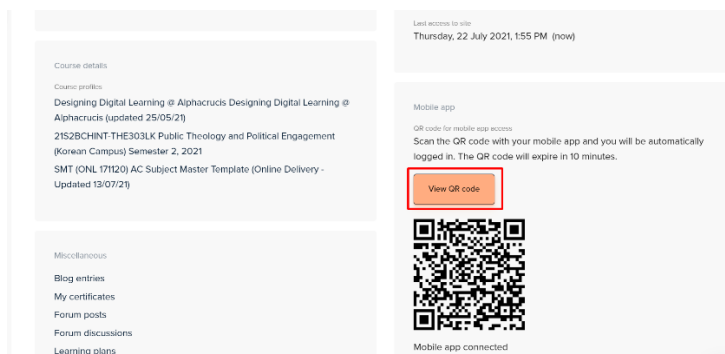 Course details
Course profiles
Designing Digital Learning @ Alphacrucis Designing Digital Learning @
Alphacrucis (updated 25/05/21)
21S2BCHINT-THE303LK Public Theology and Political Engagement
(Korean Campus) Semester 2, 2021
SMT (ONL 171120) AC Subject Master Template (Online Delivery -
Updated 13/07/21)
Miscellaneous
Blog entries
My certificates
Forum posts
Forum discussions
Learning plans
Last access to site
Thursday, 22 July 2021, 1:55 PM (now)
Mobile app
QR code for mobile app access
Scan the QR code with your mobile app and you will be automatically
logged in. The QR code will expire in 10 minutes.
View QR code
Mobile app connected